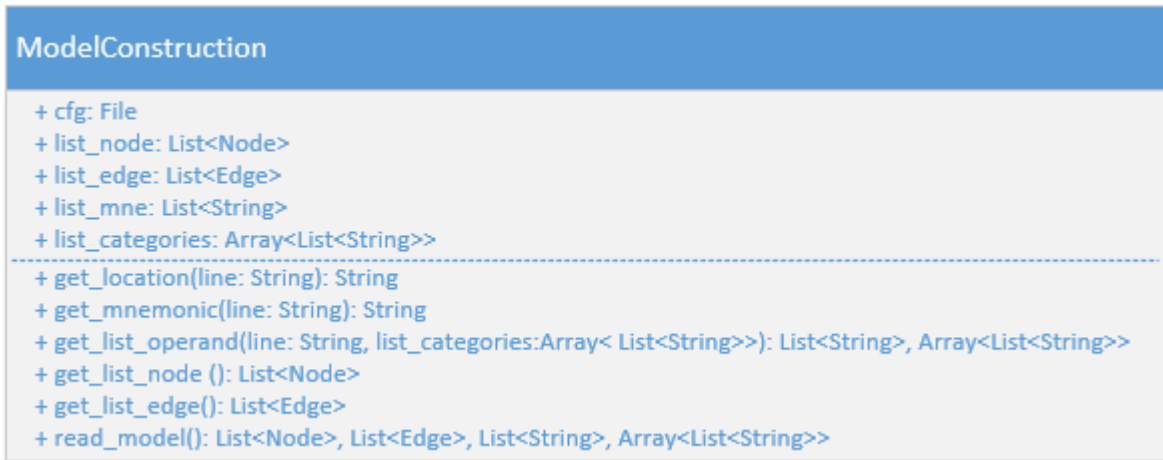 ModelConstruction
+ cfg: File
+ list_node: List<Node>
+ list_edge: List<Edge>
+ list_mne: List<String>
+ list_categories: Array<List<String>>
+ get_location(line: String): String
+ get_mnemonic(line: String): String
+ get_list_operand(line: String, list_categories:Array< List<String>>): List<String>, Array<List<String>>
+ get_list_node (): List<Node>
+ get_list_edge(): List<Edge>
+ read_model(): List<Node>, List<Edge>, List<String>, Array<List<String>>